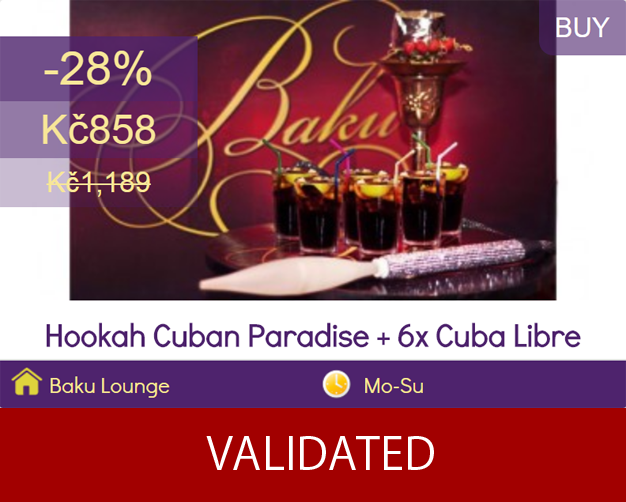 BUY
-28%
Kč858
Kč1,189
Baku
Hookah Cuban Paradise + 6x Cuba Libre
Baku Lounge
Mo-Su
VALIDATED